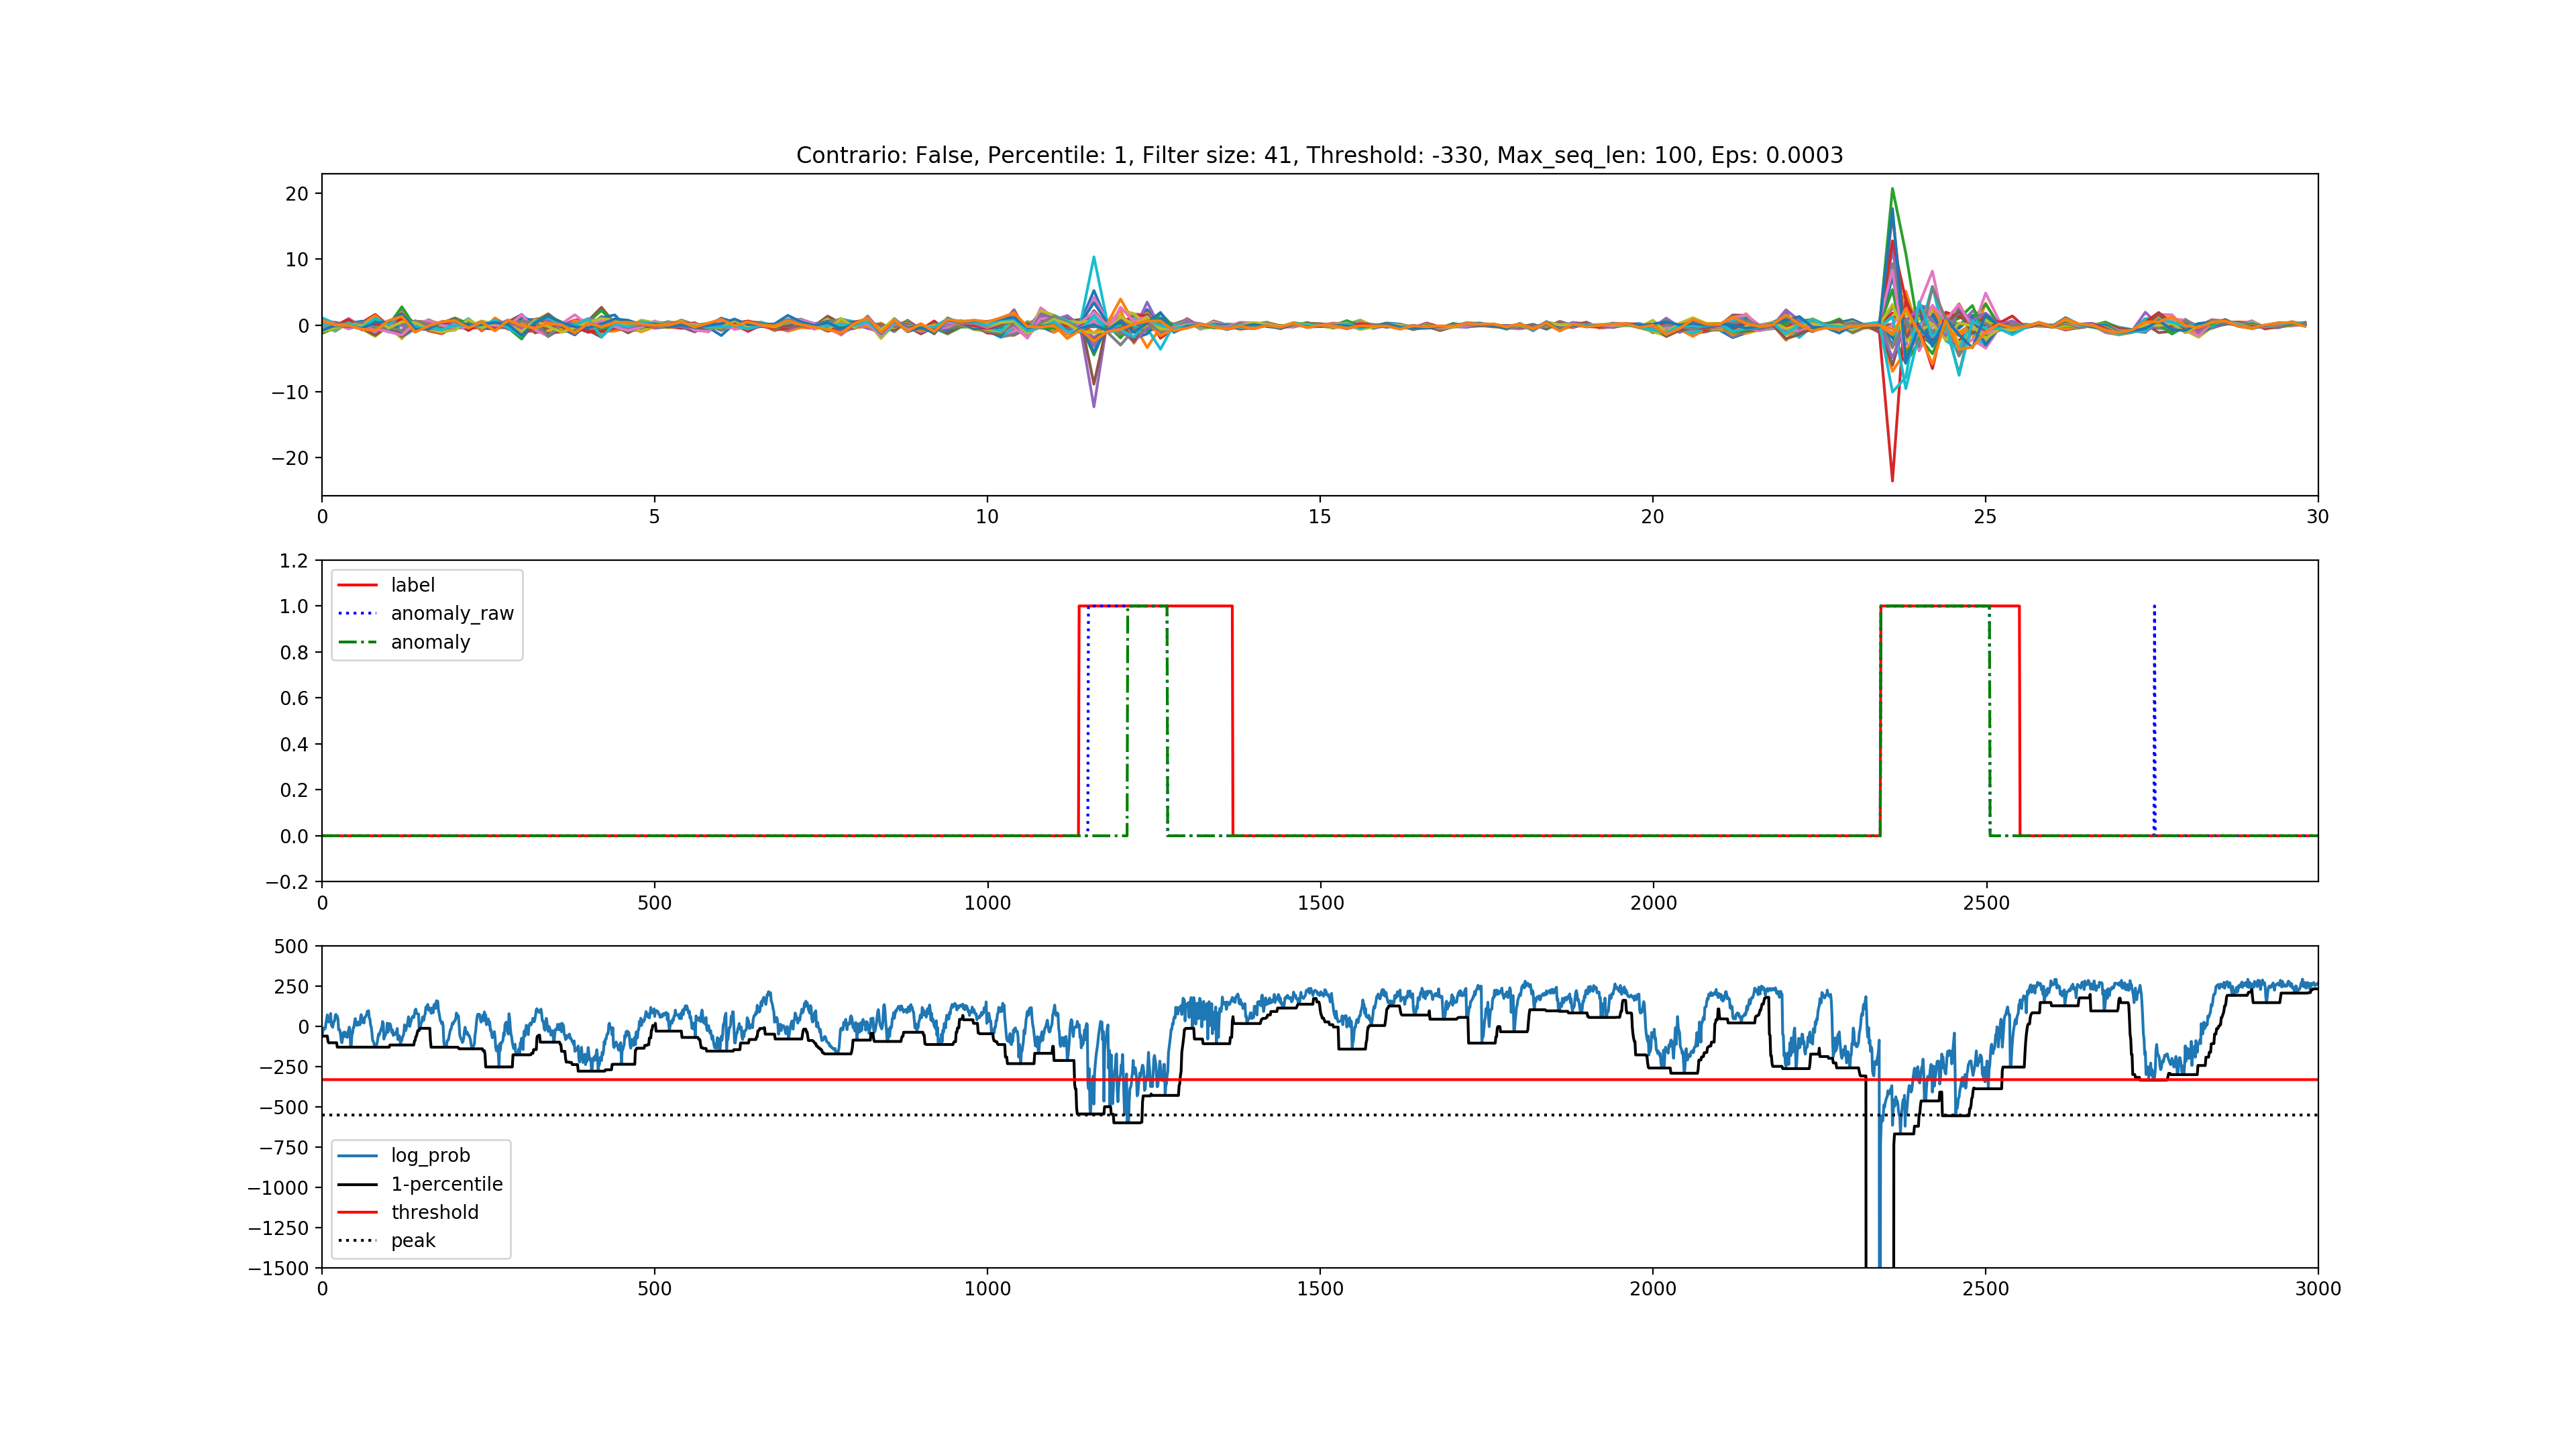 Contrario: False, Percentile: 1, Filter size: 41, Threshold: -330, Max_seq_len: 100, Eps: 0.0003
20
10
0
−10
−20
0 5 10 15 20 25 30
1.2
1.0
0.8
0.6
0.4
0.2
0.0
−0.2
label
anomaly_raw
anomaly
0 500 1000 1500 2000 2500
500
250
0
−250
−500
−750
−1000
−1250
−1500
log_prob
1-percentile
threshold
peak
0 500 1000 1500 2000 2500 3000